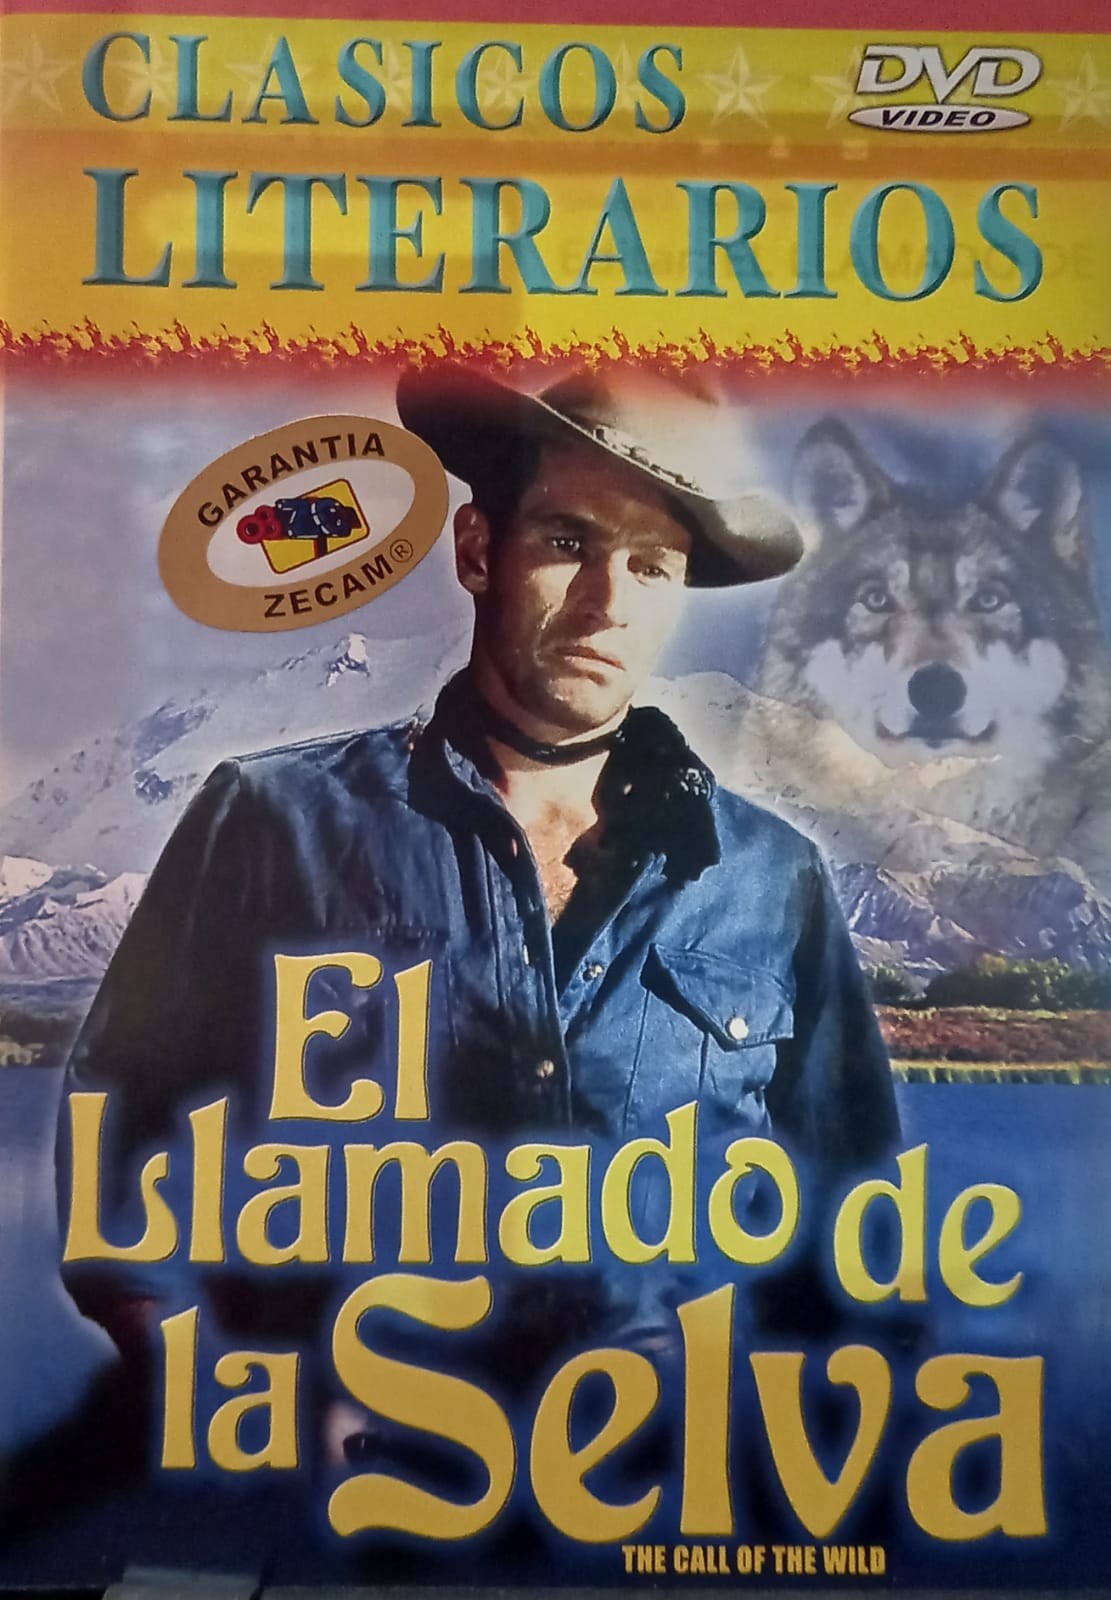 CLASICOS
DVD
VIDEO
LITERARIOS
GARANTIA
ZECAM®
El
Llamado de
la Selva
THE CALL OF THE WILD